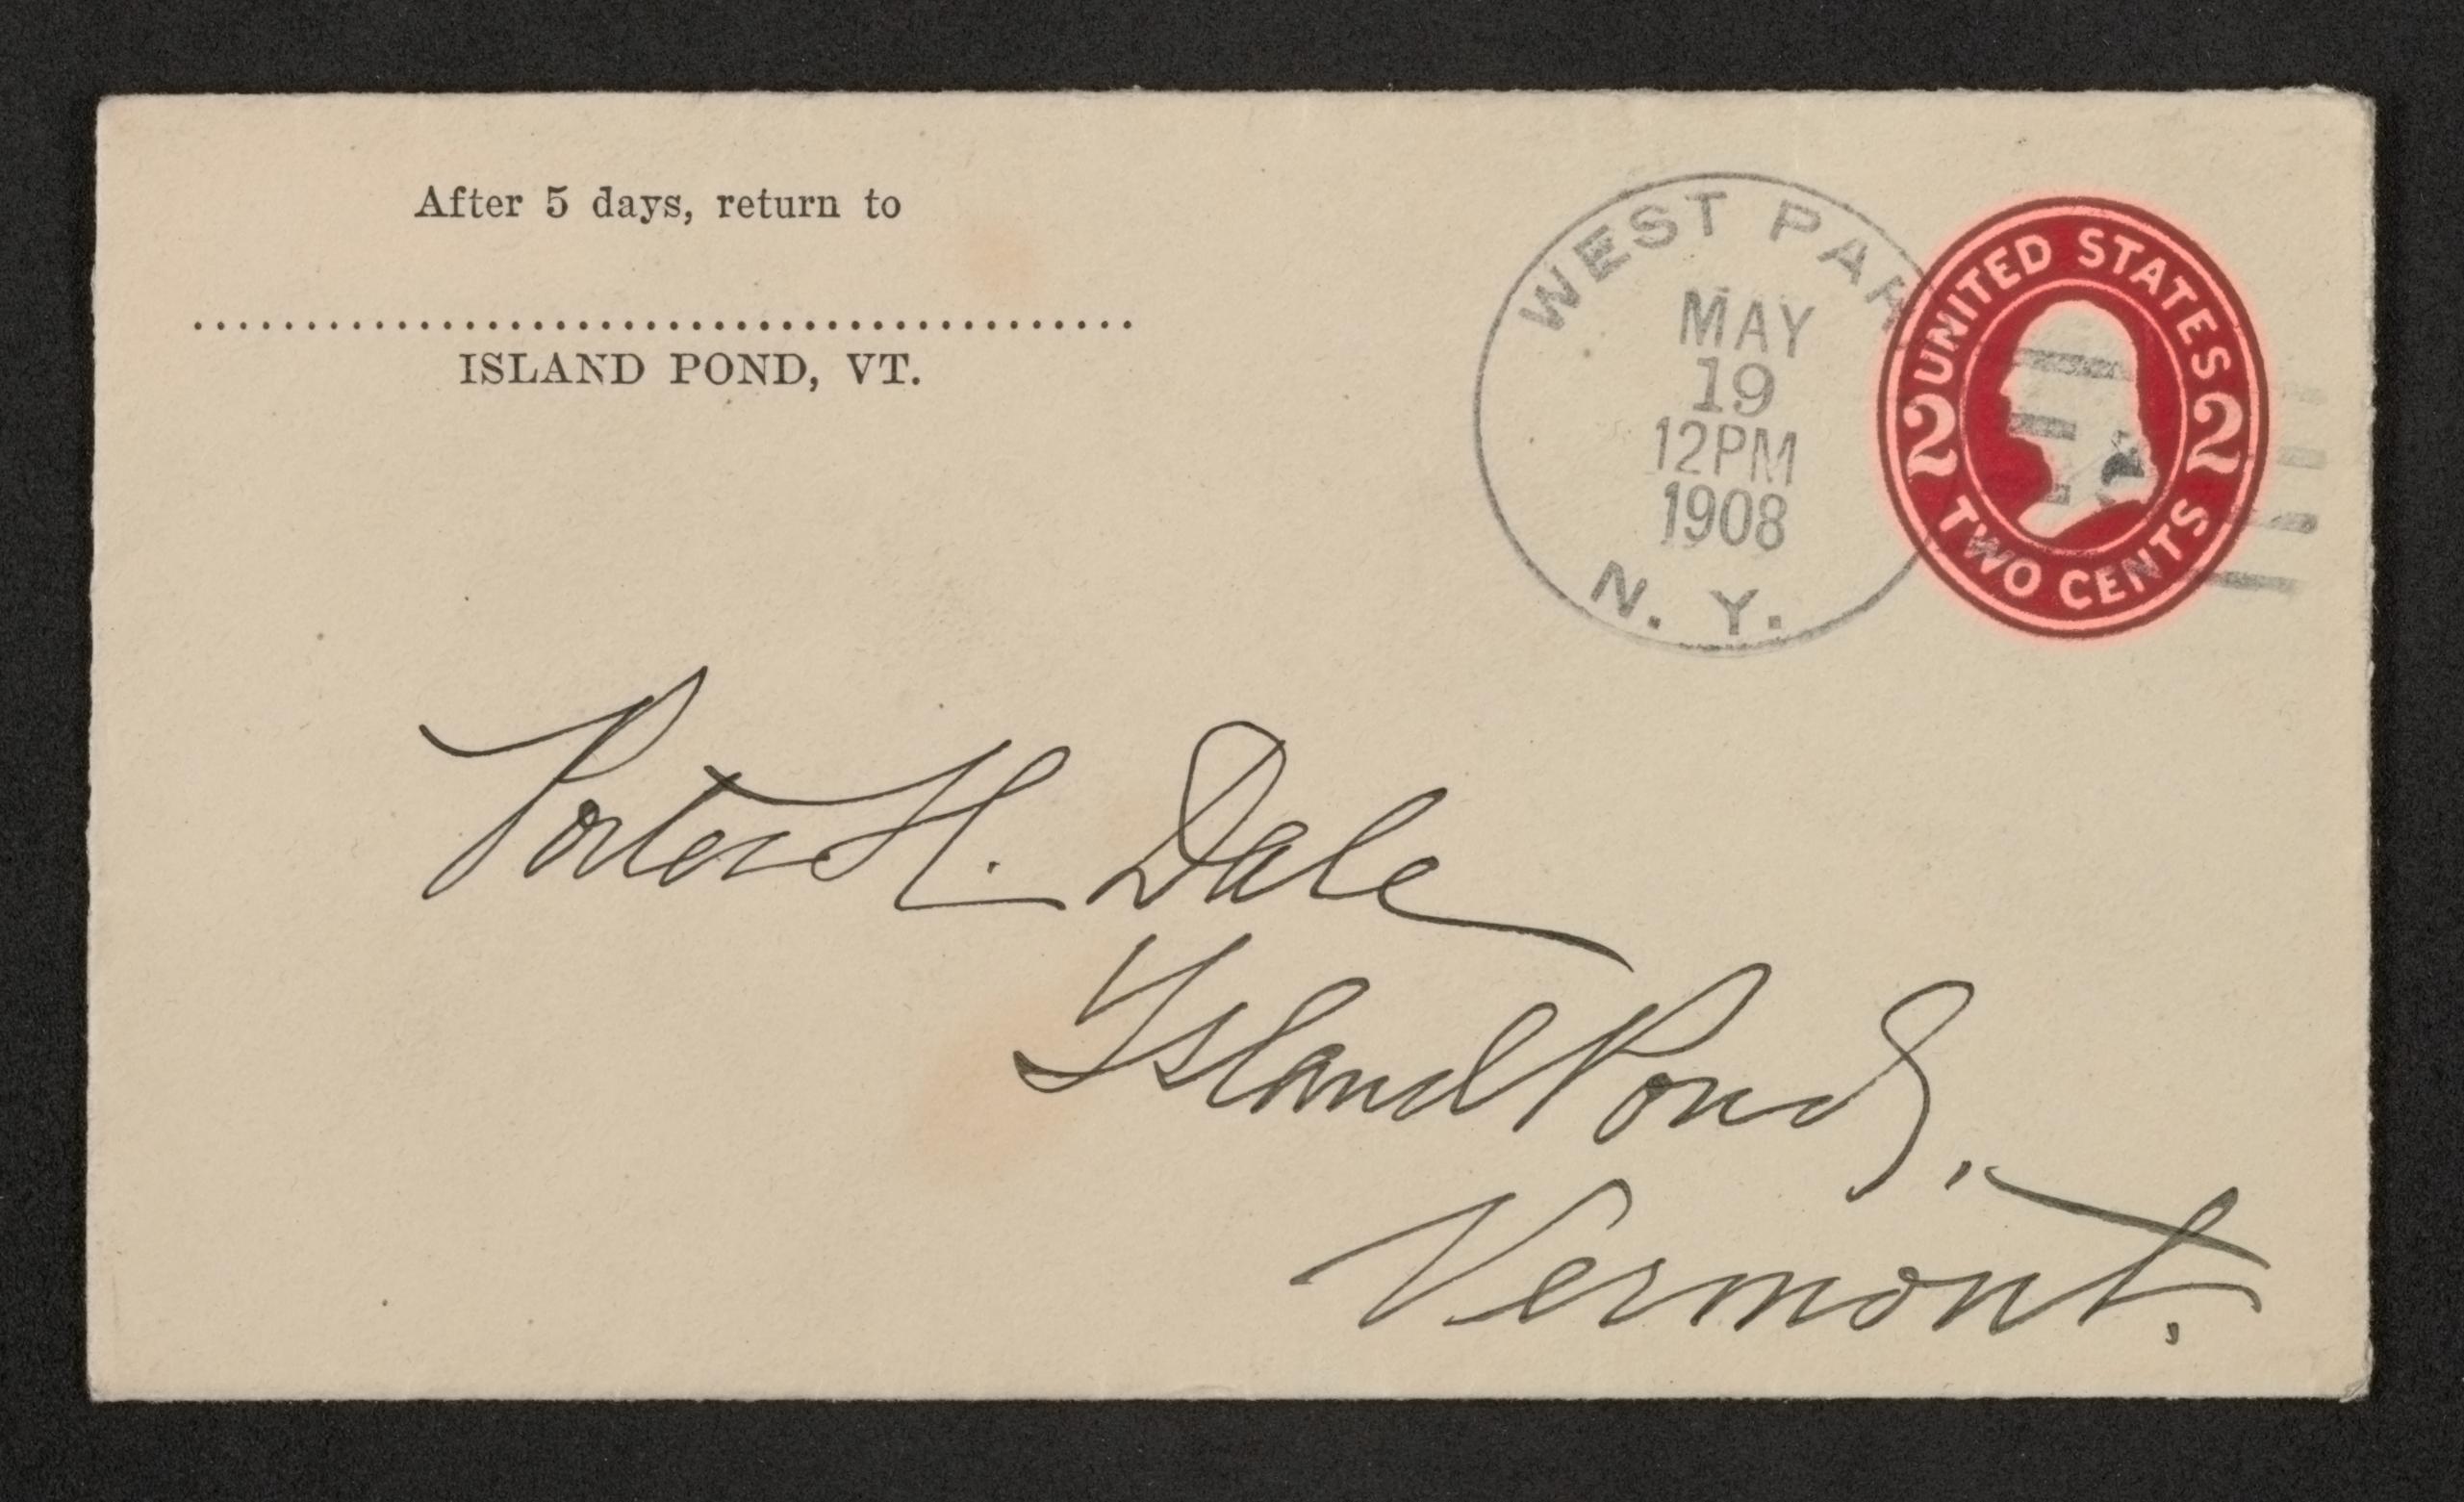 After 5 days, return to
ISLAND POND, VT.
WEST PAR
MAY
19
12PM
1908
N. Y.
UNITED STATES
2 2
TWO CENTS
Porter H. Dale
Island Pond,
Vermont.